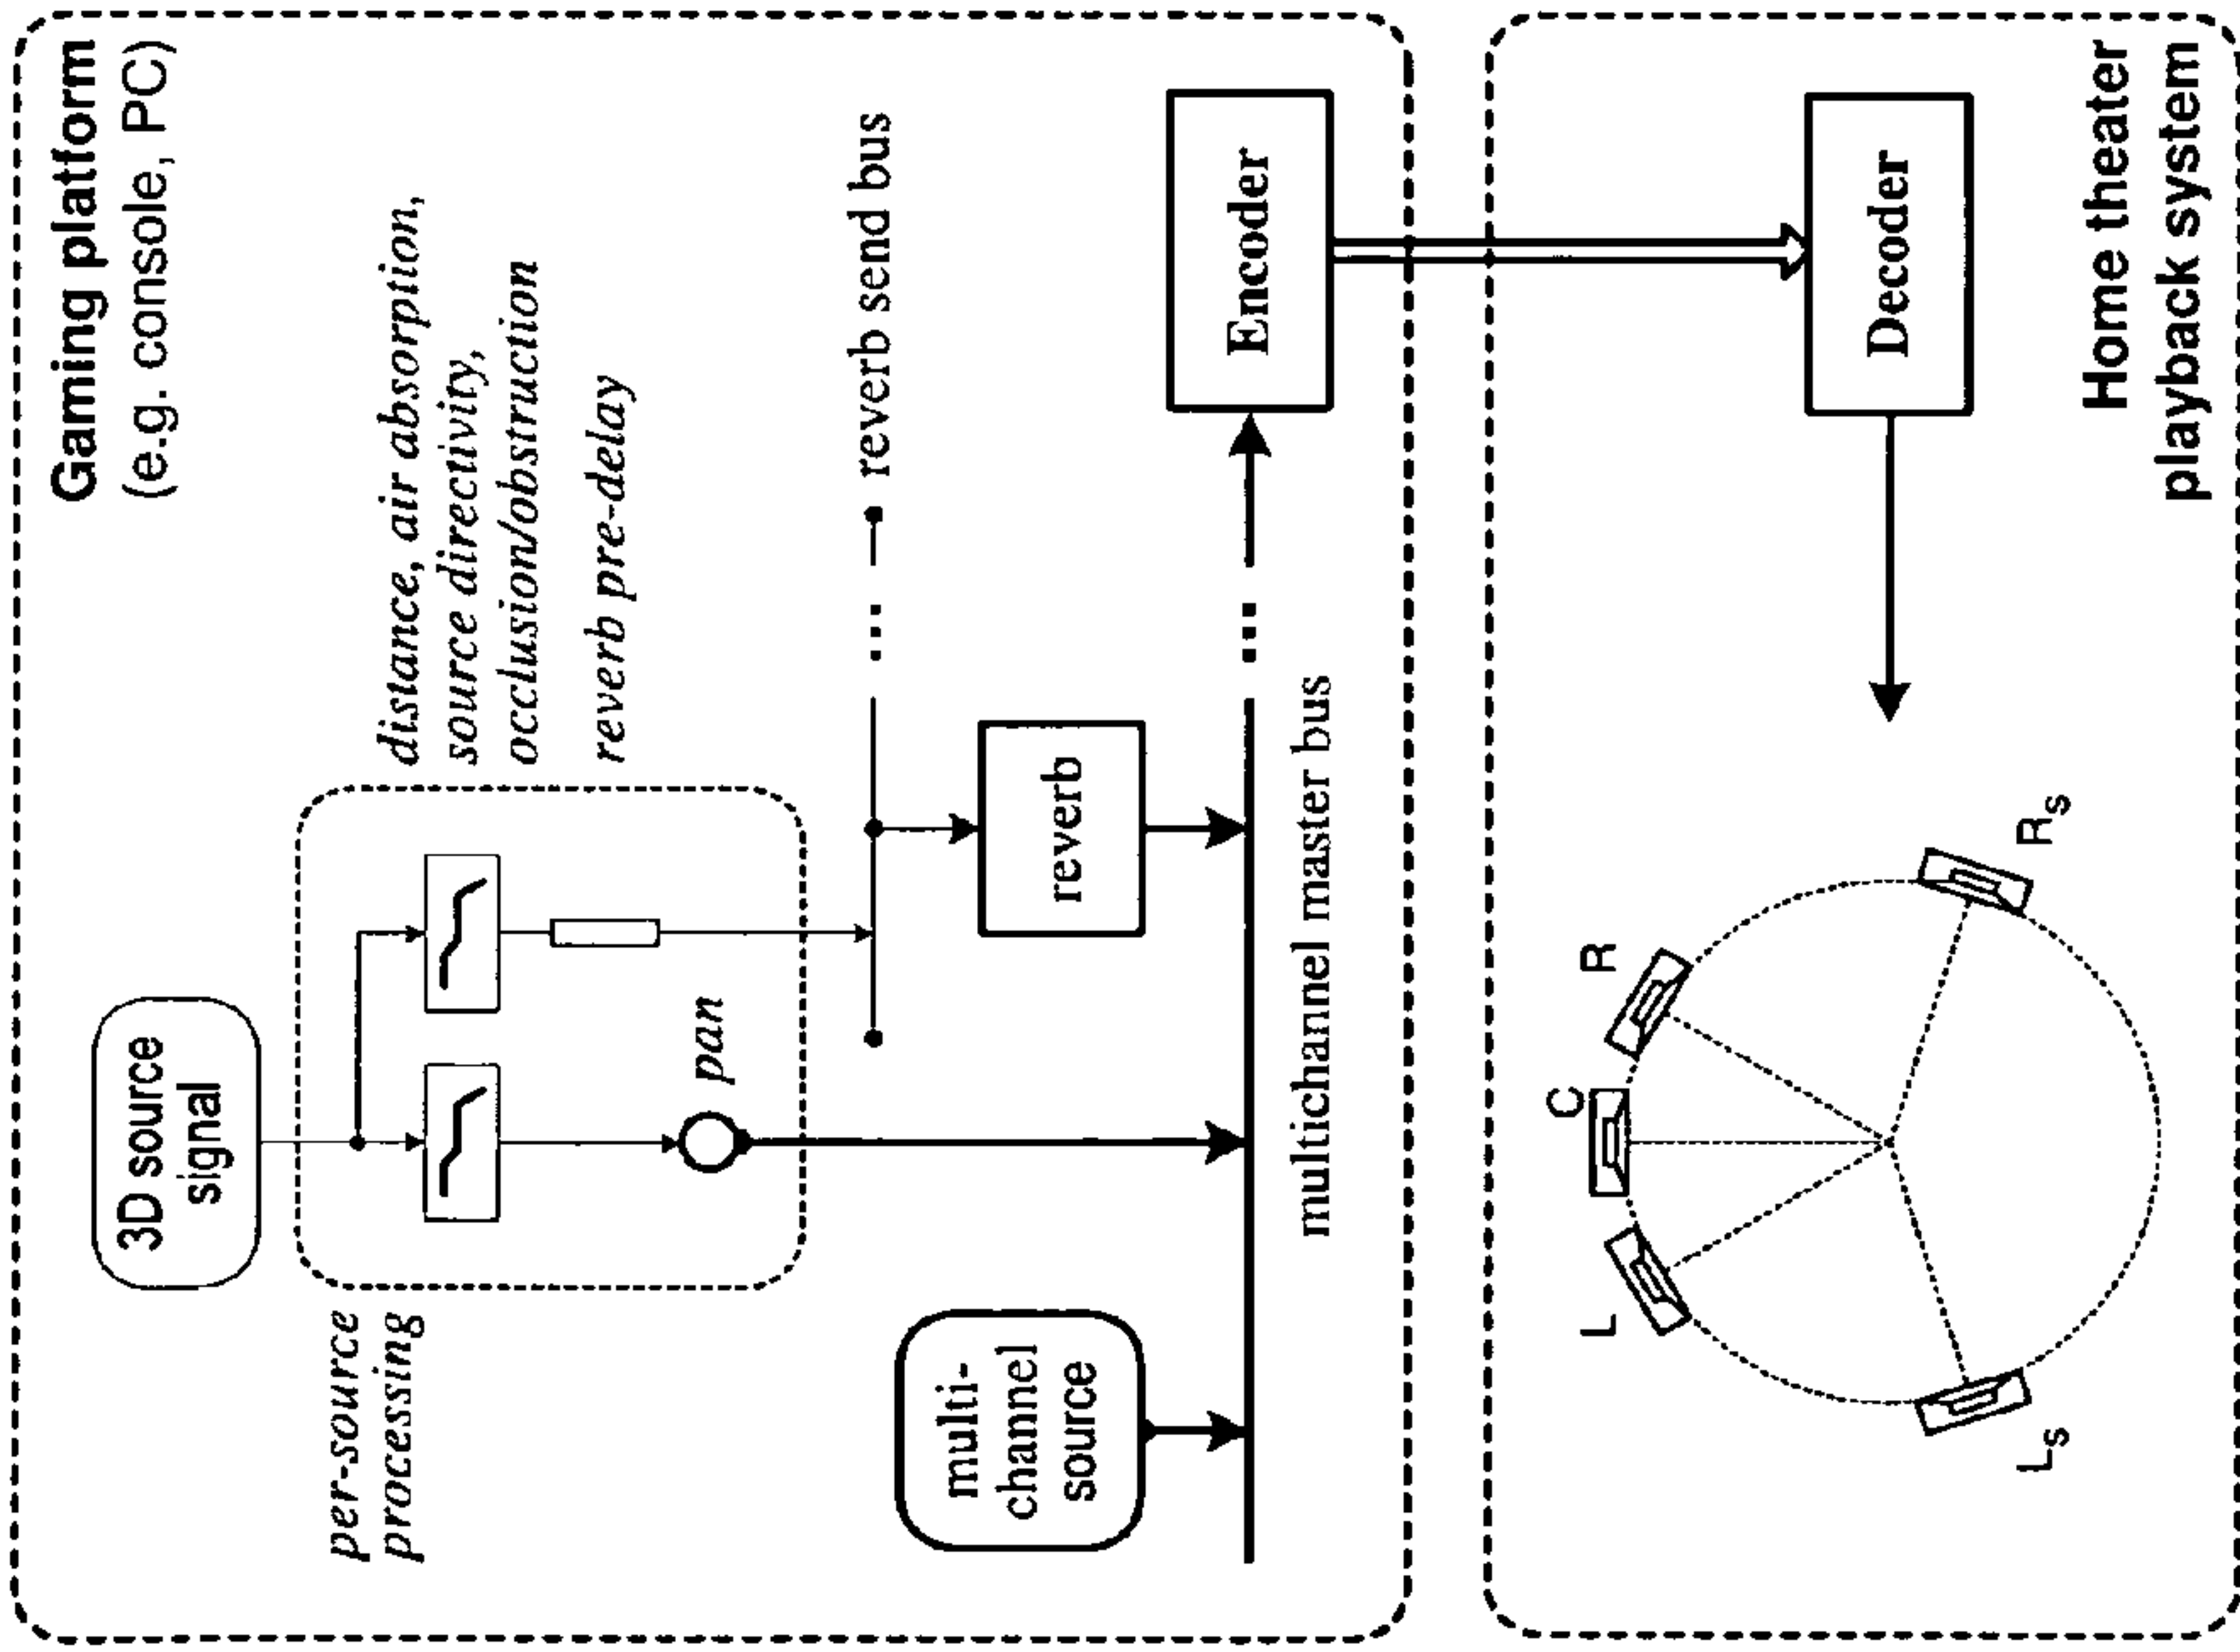 Gaming platform
(e.g. console, PC)
3D source
signal
per-source
processing
distance, air absorption,
source directivity,
occlusion/obstruction
reverb pre-delay
pan
reverb send bus
multi-
channel
source
reverb
Encoder
multichannel master bus
L
C
R
Ls
Rs
Decoder
Home theater
playback system